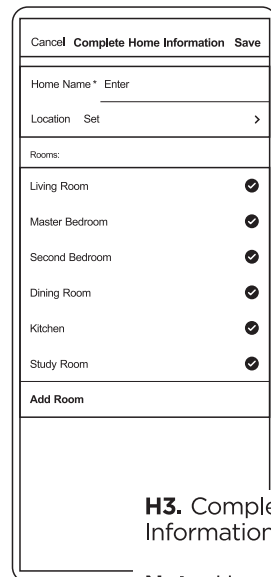 Cancel Complete Home Information Save
Home Name* Enter
Location Set >
Rooms:
Living Room
Master Bedroom
Second Bedroom
Dining Room
Kitchen
Study Room
Add Room
H3. Comple
Information